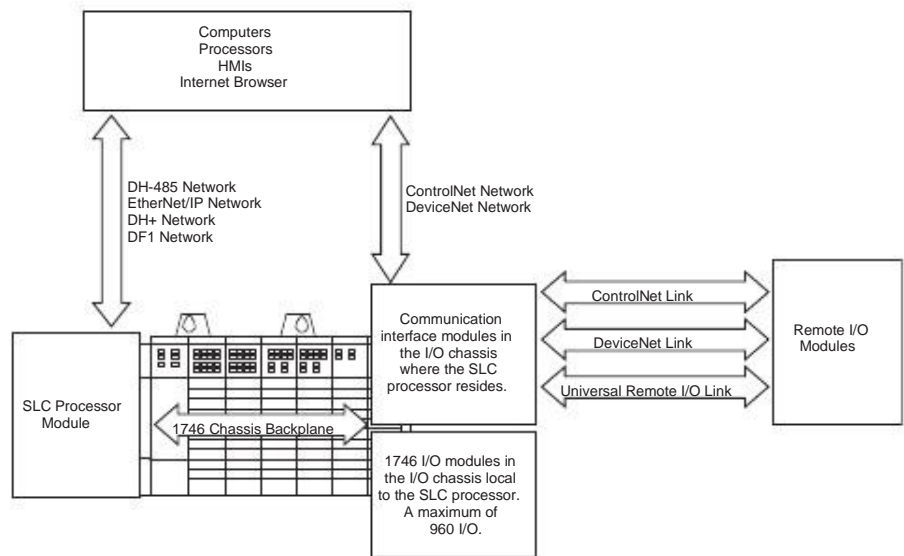 Computers
Processors
HMIs
Internet Browser
DH-485 Network
EtherNet/IP Network
DH+ Network
DF1 Network
ControlNet Network
DeviceNet Network
Communication
interface modules in
the I/O chassis
where the SLC
processor resides.
ControlNet Link
DeviceNet Link
Universal Remote I/O Link
Remote I/O
Modules
SLC Processor
Module
1746 Chassis Backplane
1746 I/O modules in
the I/O chassis local
to the SLC processor.
A maximum of
960 I/O.